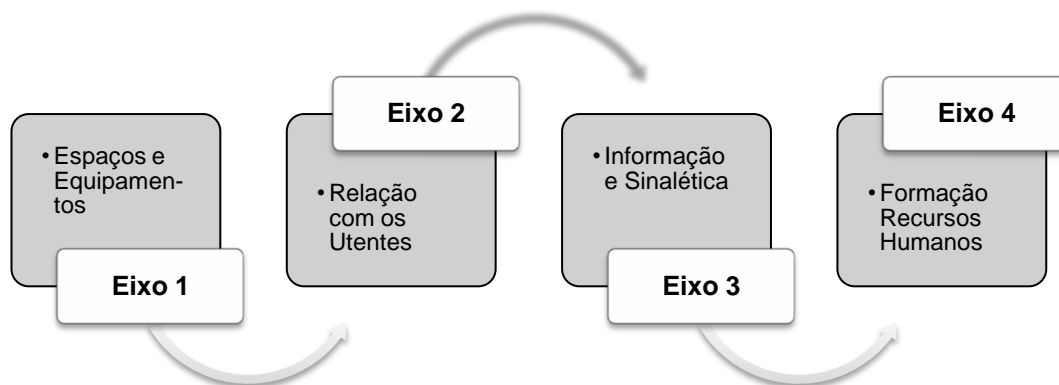 • Espaços e
Equipamen-
tos
Eixo 1
Eixo 2
• Relação
com os
Utentes
• Informação
e Sinalética
Eixo 3
Eixo 4
• Formação
Recursos
Humanos